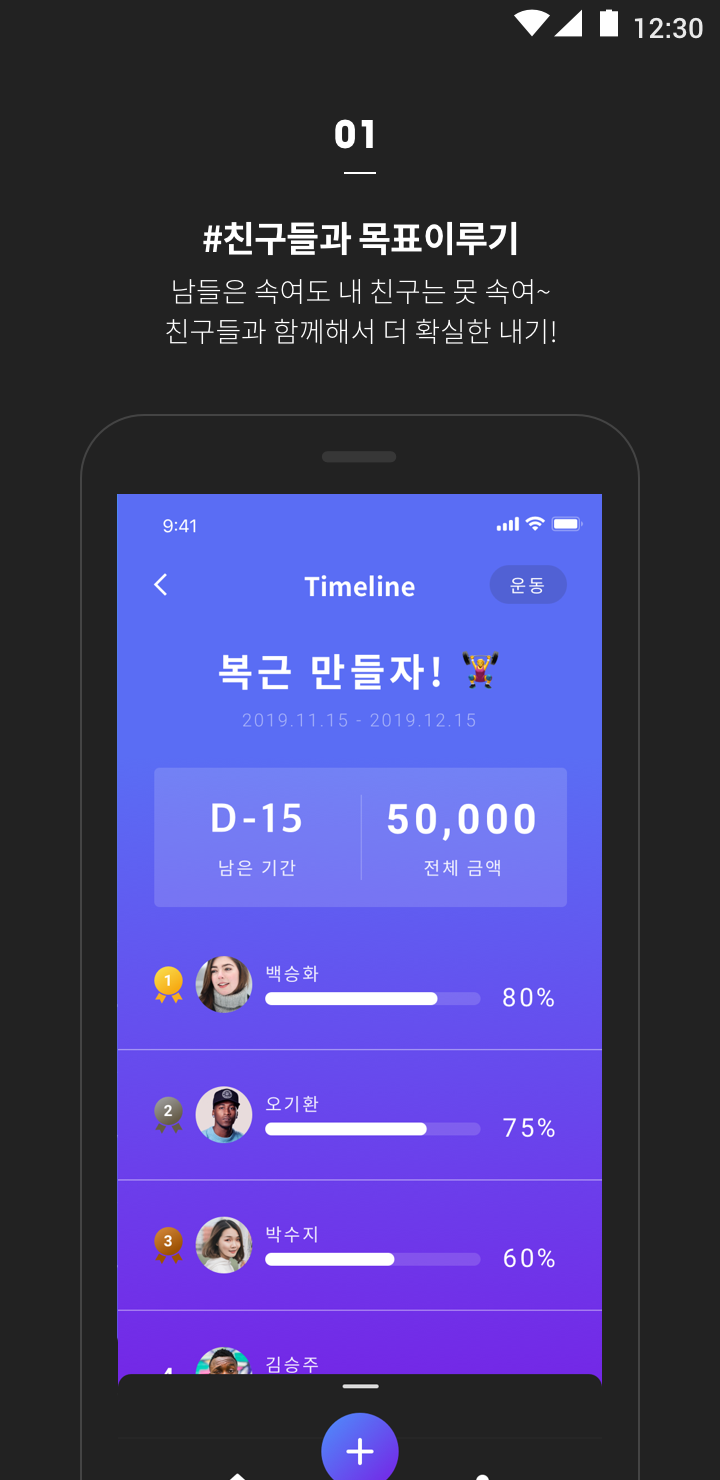 12:30
01
#친구들과 목표이루기
남들은 속여도 내 친구는 못 속여~
친구들과 함께해서 더 확실한 내기!
9:41
Timeline
운동
복근 만들자!
2019.11.15 - 2019.12.15
D-15
50,000
남은 기간
전체 금액
1
백승화
80%
2
오기환
75%
3
박수지
60%
김승주